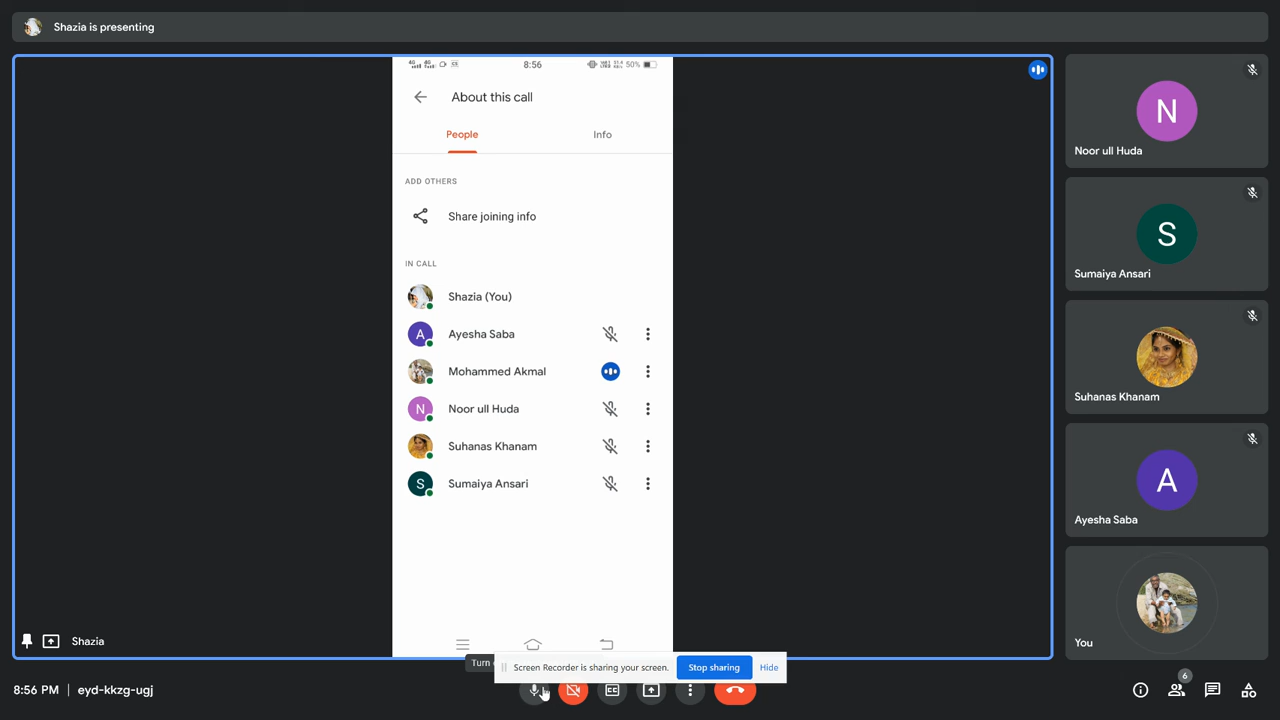 Shazia is presenting
8:56
50%
About this call
People
Info
ADD OTHERS
Share joining info
IN CALL
Shazia (You)
A
Ayesha Saba
Mohammed Akmal
N
Noor ull Huda
Suhanas Khanam
S
Sumaiya Ansari
Shazia
N
Noor ull Huda
S
Sumaiya Ansari
Suhanas Khanam
A
Ayesha Saba
You
Turn
Screen Recorder is sharing your screen.
Stop sharing
Hide
8:56 PM | eyd-kkzg-ugj
6